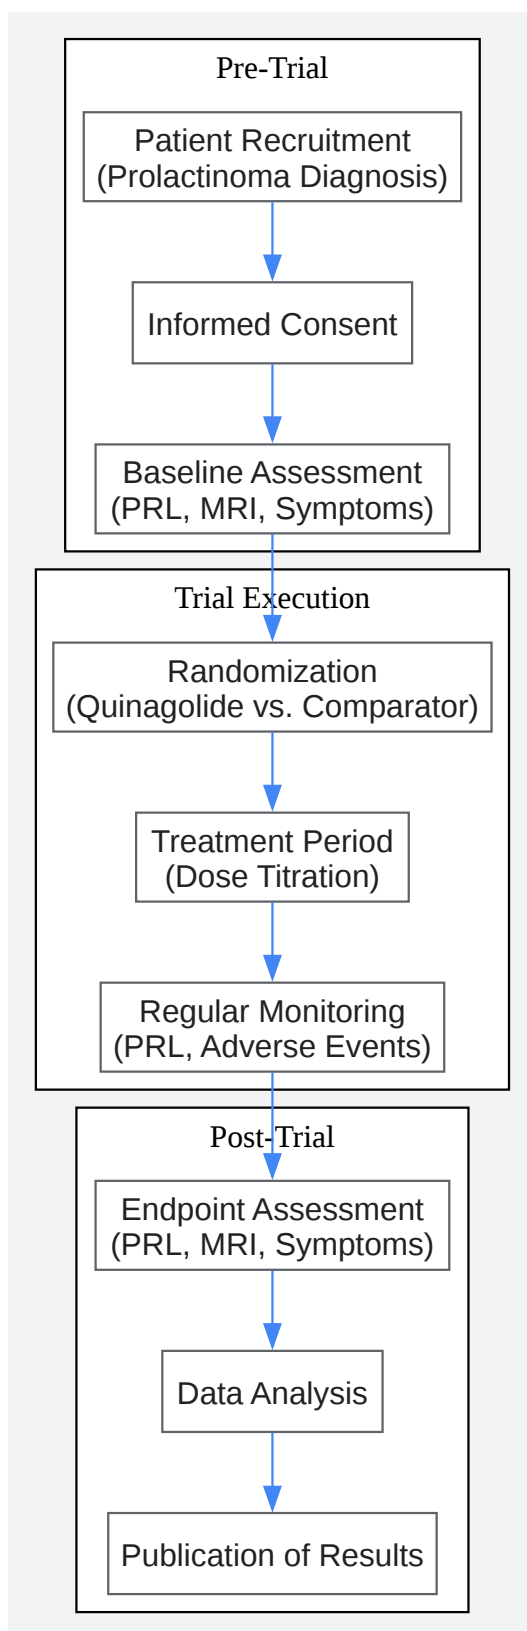 Pre-Trial
Patient Recruitment
(Prolactinoma Diagnosis)
Informed Consent
Baseline Assessment
(PRL, MRI, Symptoms)
Trial Execution
Randomization
(Quinagolide vs. Comparator)
Treatment Period
(Dose Titration)
Regular Monitoring
(PRL, Adverse Events)
Post-Trial
Endpoint Assessment
(PRL, MRI, Symptoms)
Data Analysis
Publication of Results